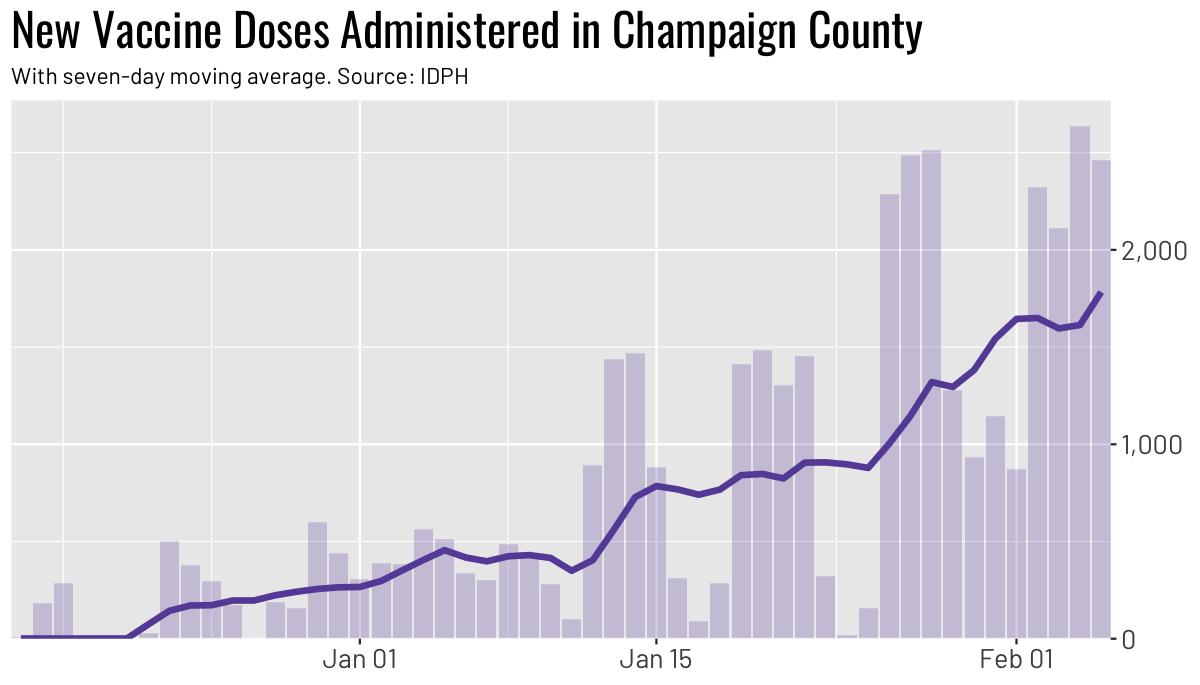 New Vaccine Doses Administered in Champaign County
With seven-day moving average. Source: IDPH
2,000
1,000
0
Jan 01
Jan 15
Feb 01